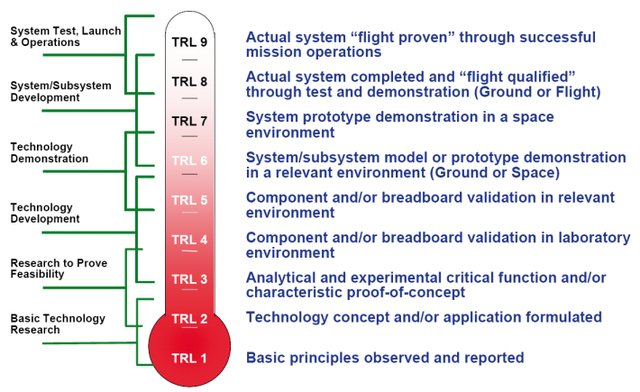 System Test, Launch
& Operations
TRL 9
Actual system “flight proven” through successful
mission operations
System/Subsystem
Development
TRL 8
Actual system completed and “flight qualified”
through test and demonstration (Ground or Flight)
TRL 7
System prototype demonstration in a space
environment
Technology
Demonstration
TRL 6
System/subsystem model or prototype demonstration
in a relevant environment (Ground or Space)
Technology
Development
TRL 5
Component and/or breadboard validation in relevant
environment
TRL 4
Component and/or breadboard validation in laboratory
environment
Research to Prove
Feasibility
TRL 3
Analytical and experimental critical function and/or
characteristic proof-of-concept
Basic Technology
Research
TRL 2
Technology concept and/or application formulated
TRL 1
Basic principles observed and reported